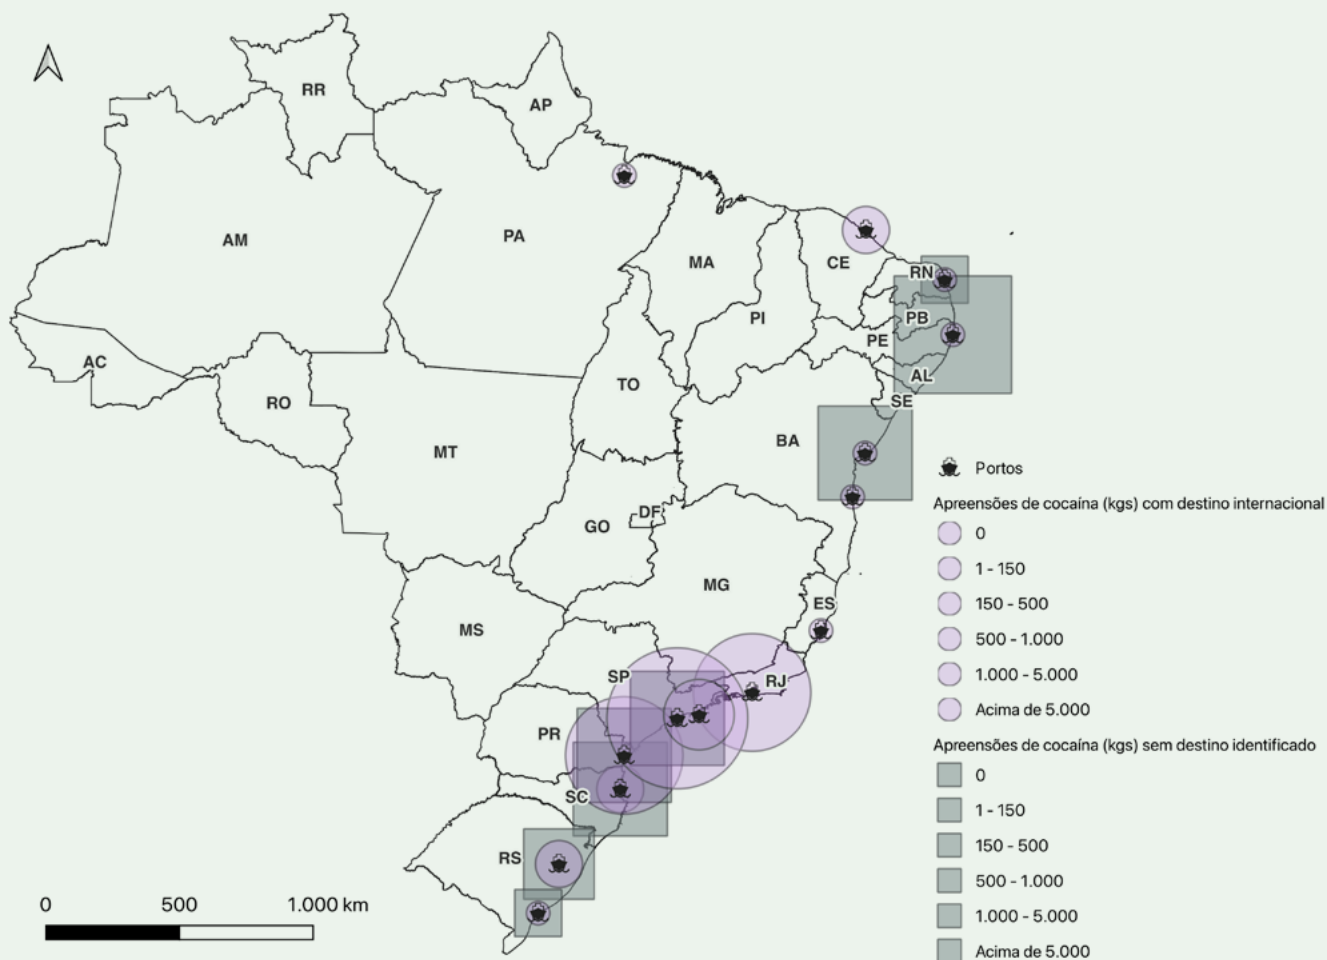 RR
AP
AM
PA
MA
CE
RN
PI
PB
PE
AC
AL
TO
SE
RO
BA
MT
DF
GO
MG
ES
MS
SP
RJ
PR
SC
RS
0 500 1.000 km
Portos
Apreensões de cocaína (kgs) com destino internacional
0
1 - 150
150 - 500
500 - 1.000
1.000 - 5.000
Acima de 5.000
Apreensões de cocaína (kgs) sem destino identificado
0
1 - 150
150 - 500
500 - 1.000
1.000 - 5.000
Acima de 5.000